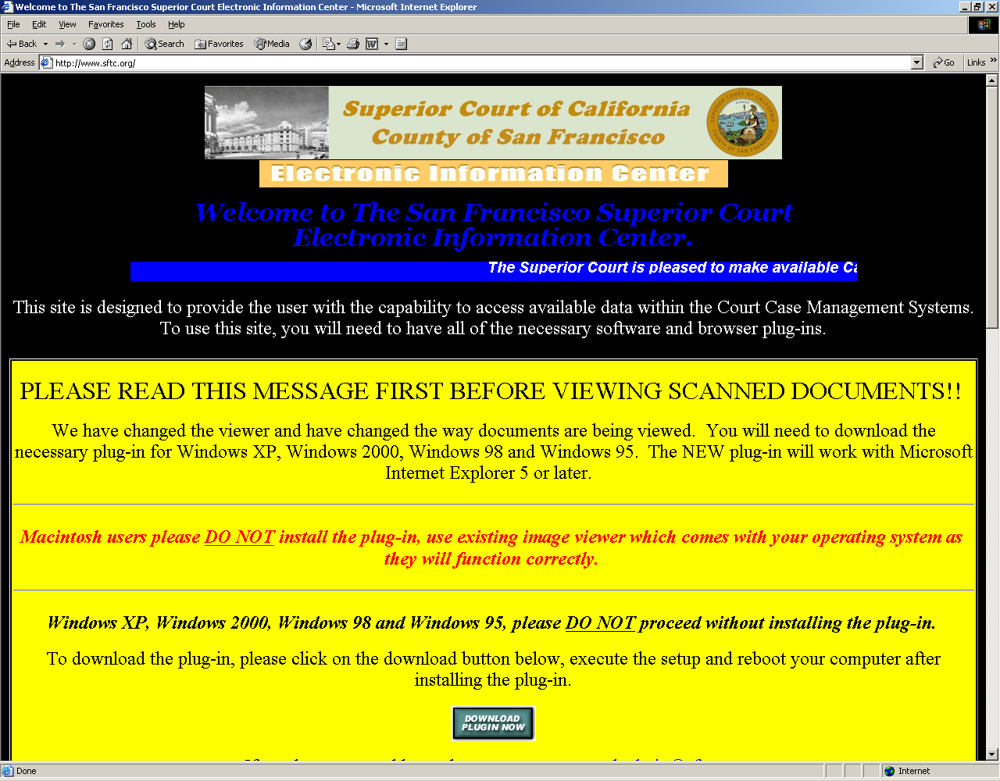 Welcome to The San Francisco Superior Court Electronic Information Center - Microsoft Internet Explorer
File Edit View Favorites Tools Help
Back Search Favorites Media
Address http://www.sftc.org/ Go Links »
Superior Court of California
County of San Francisco
Electronic Information Center
Welcome to The San Francisco Superior Court
Electronic Information Center.
The Superior Court is pleased to make available
This site is designed to provide the user with the capability to access available data within the Court Case Management Systems.
To use this site, you will need to have all of the necessary software and browser plug-ins.
PLEASE READ THIS MESSAGE FIRST BEFORE VIEWING SCANNED DOCUMENTS!!
We have changed the viewer and have changed the way documents are being viewed. You will need to download the
necessary plug-in for Windows XP, Windows 2000, Windows 98 and Windows 95. The NEW plug-in will work with Microsoft
Internet Explorer 5 or later.
Macintosh users please DO NOT install the plug-in, use existing image viewer which comes with your operating system as
they will function correctly.
Windows XP, Windows 2000, Windows 98 and Windows 95, please DO NOT proceed without installing the plug-in.
To download the plug-in, please click on the download button below, execute the setup and reboot your computer after
installing the plug-in.
DOWNLOAD
PLUGIN NOW
Done Internet